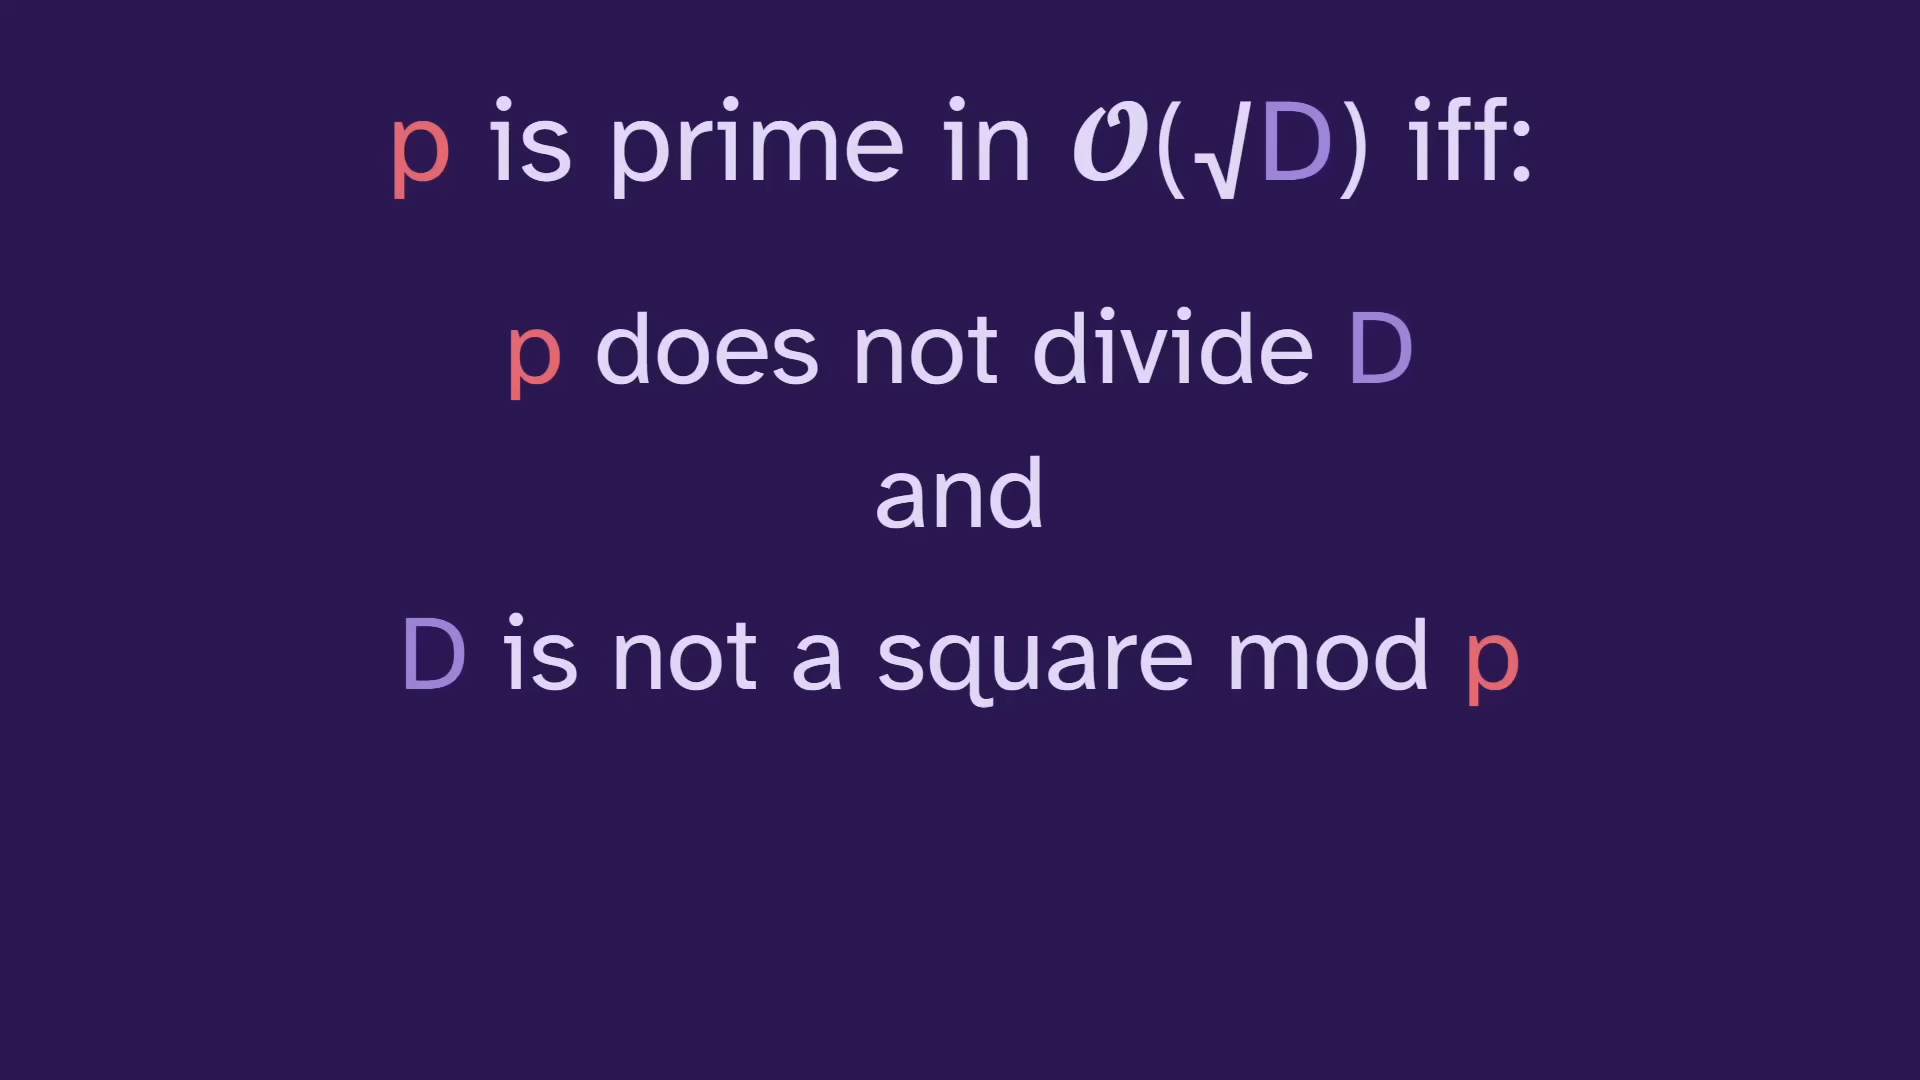 p is prime in 𝓞(√D) iff:
p does not divide D
and
D is not a square mod p